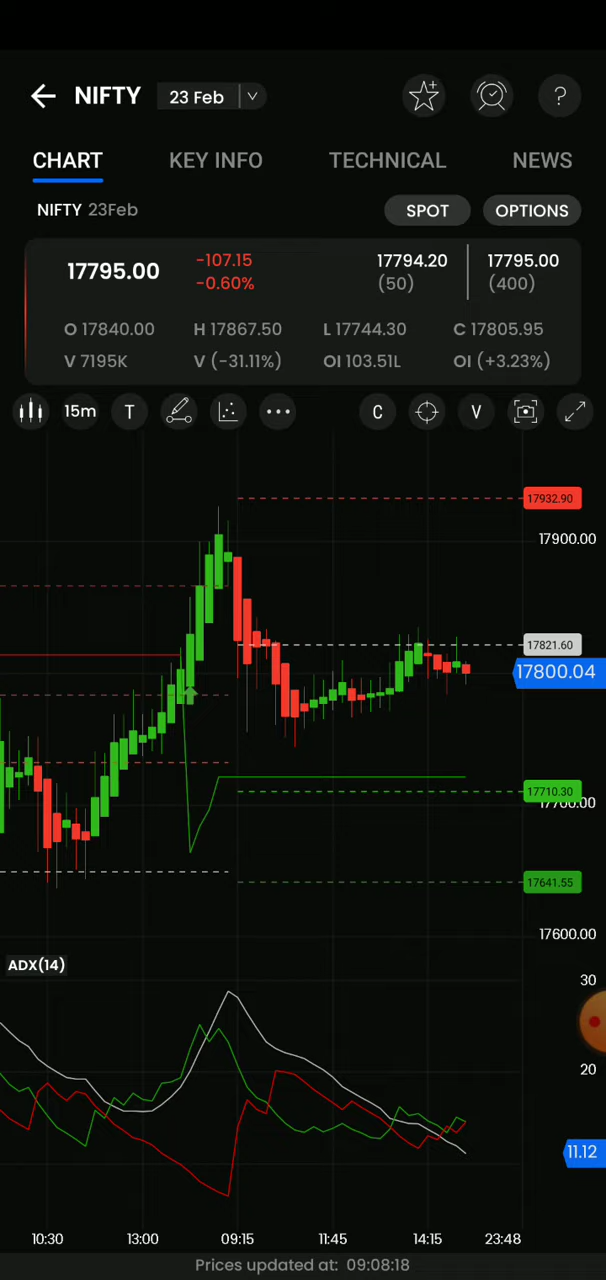 NIFTY 23 Feb ?
CHART KEY INFO TECHNICAL NEWS
NIFTY 23Feb SPOT OPTIONS
17795.00 -107.15 -0.60% 17794.20 (50) 17795.00 (400)
O 17840.00 H 17867.50 L 17744.30 C 17805.95
V 7195K V (-31.11%) OI 103.51L OI (+3.23%)
15m T C V
17932.90
17900.00
17821.60
17800.04
17710.30
17700.00
17641.55
17600.00
ADX(14)
30
20
11.12
10:30 13:00 09:15 11:45 14:15 23:48
Prices updated at: 09:08:18